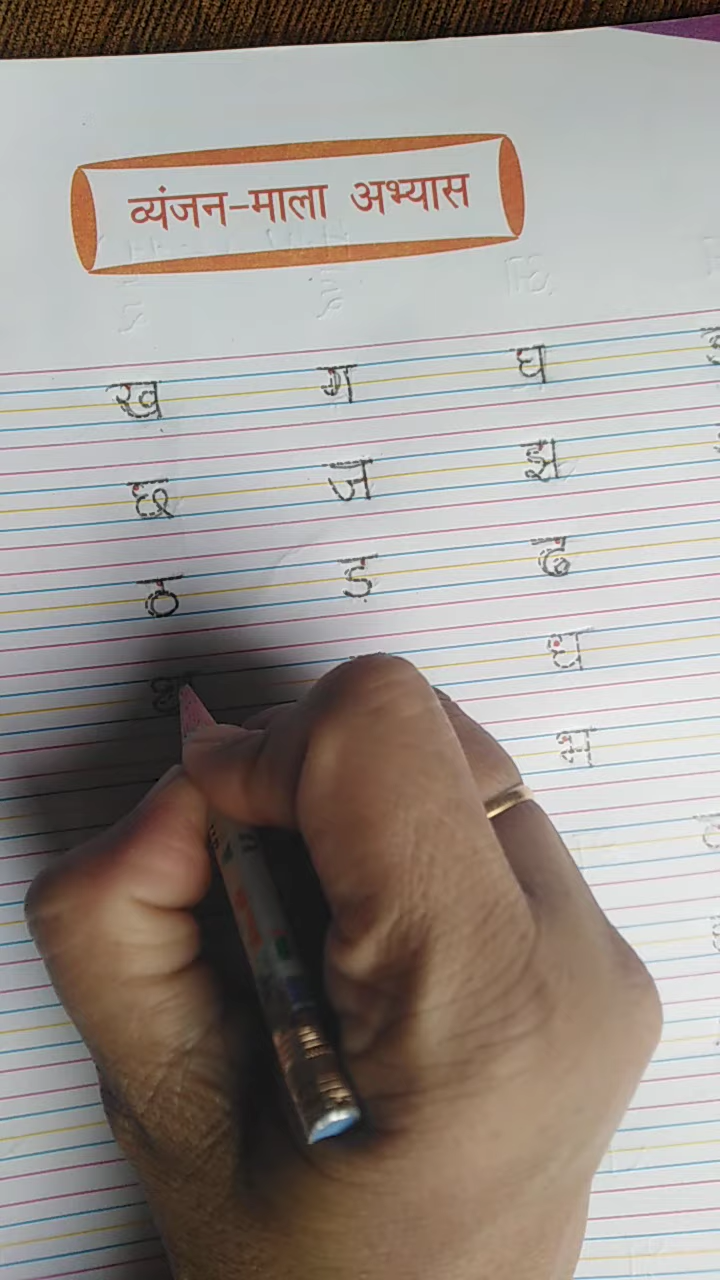 व्यंजन-माला अभ्यास
ख ग घ
छ ज झ
ठ ड ढ
थ ध
भ